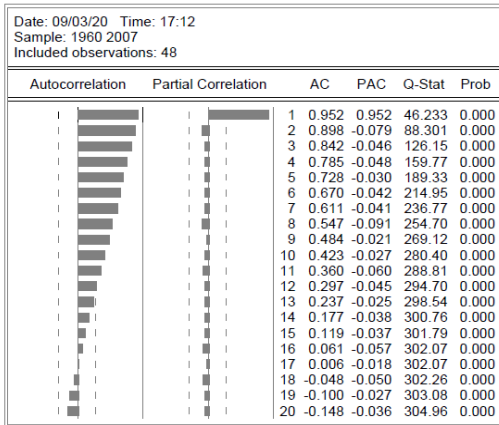 Date: 09/03/20 Time: 17:12
Sample: 1960 2007
Included observations: 48
Autocorrelation Partial Correlation AC PAC Q-Stat Prob
1 0.952 0.952 46.233 0.000
2 0.898 -0.079 88.301 0.000
3 0.842 -0.046 126.15 0.000
4 0.785 -0.048 159.77 0.000
5 0.728 -0.030 189.33 0.000
6 0.670 -0.042 214.95 0.000
7 0.611 -0.041 236.77 0.000
8 0.547 -0.091 254.70 0.000
9 0.484 -0.021 269.12 0.000
10 0.423 -0.027 280.40 0.000
11 0.360 -0.060 288.81 0.000
12 0.297 -0.045 294.70 0.000
13 0.237 -0.025 298.54 0.000
14 0.177 -0.038 300.76 0.000
15 0.119 -0.037 301.79 0.000
16 0.061 -0.057 302.07 0.000
17 0.006 -0.018 302.07 0.000
18 -0.048 -0.050 302.26 0.000
19 -0.100 -0.027 303.08 0.000
20 -0.148 -0.036 304.96 0.000